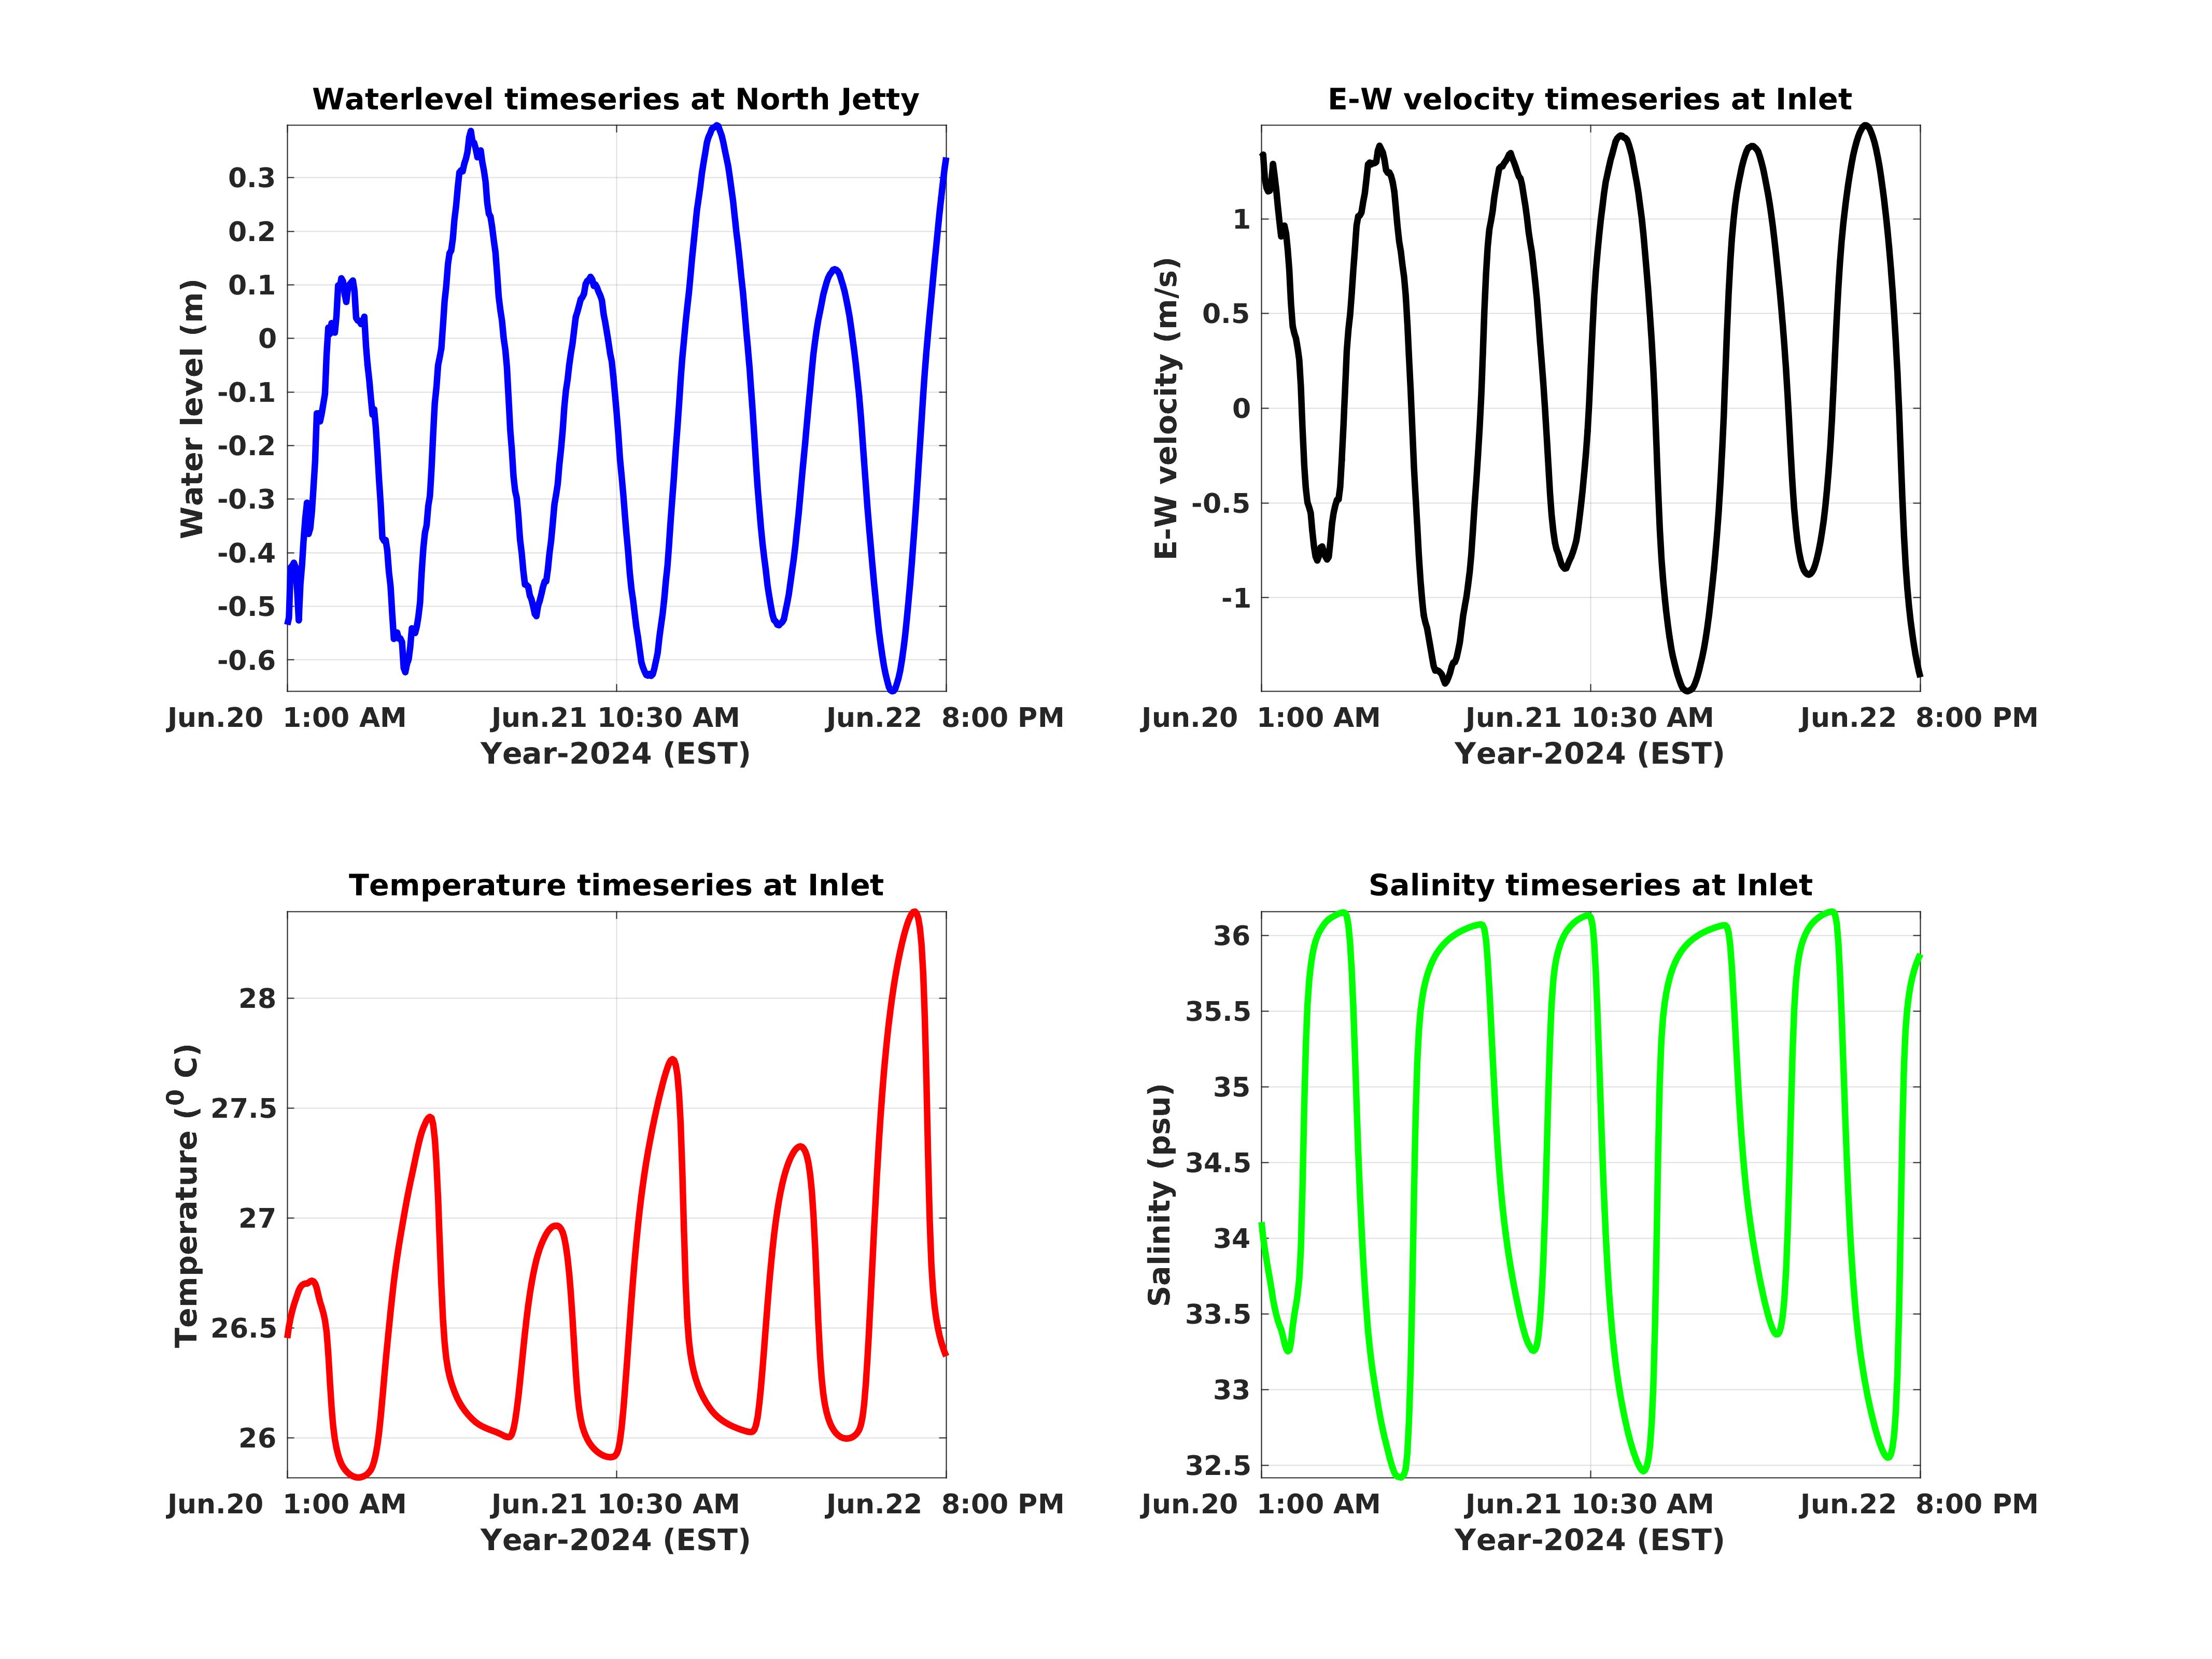 Waterlevel timeseries at North Jetty
Water level (m)
0.3
0.2
0.1
0
-0.1
-0.2
-0.3
-0.4
-0.5
-0.6
Jun.20 1:00 AM Jun.21 10:30 AM Jun.22 8:00 PM
Year-2024 (EST)
E-W velocity timeseries at Inlet
E-W velocity (m/s)
1
0.5
0
-0.5
-1
Jun.20 1:00 AM Jun.21 10:30 AM Jun.22 8:00 PM
Year-2024 (EST)
Temperature timeseries at Inlet
Temperature (⁰ C)
28
27.5
27
26.5
26
Jun.20 1:00 AM Jun.21 10:30 AM Jun.22 8:00 PM
Year-2024 (EST)
Salinity timeseries at Inlet
Salinity (psu)
36
35.5
35
34.5
34
33.5
33
32.5
Jun.20 1:00 AM Jun.21 10:30 AM Jun.22 8:00 PM
Year-2024 (EST)